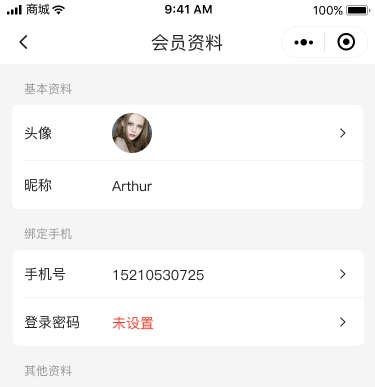 商城 9:41 AM 100%
会员资料
基本资料
头像
昵称 Arthur
绑定手机
手机号 15210530725
登录密码 未设置
其他资料